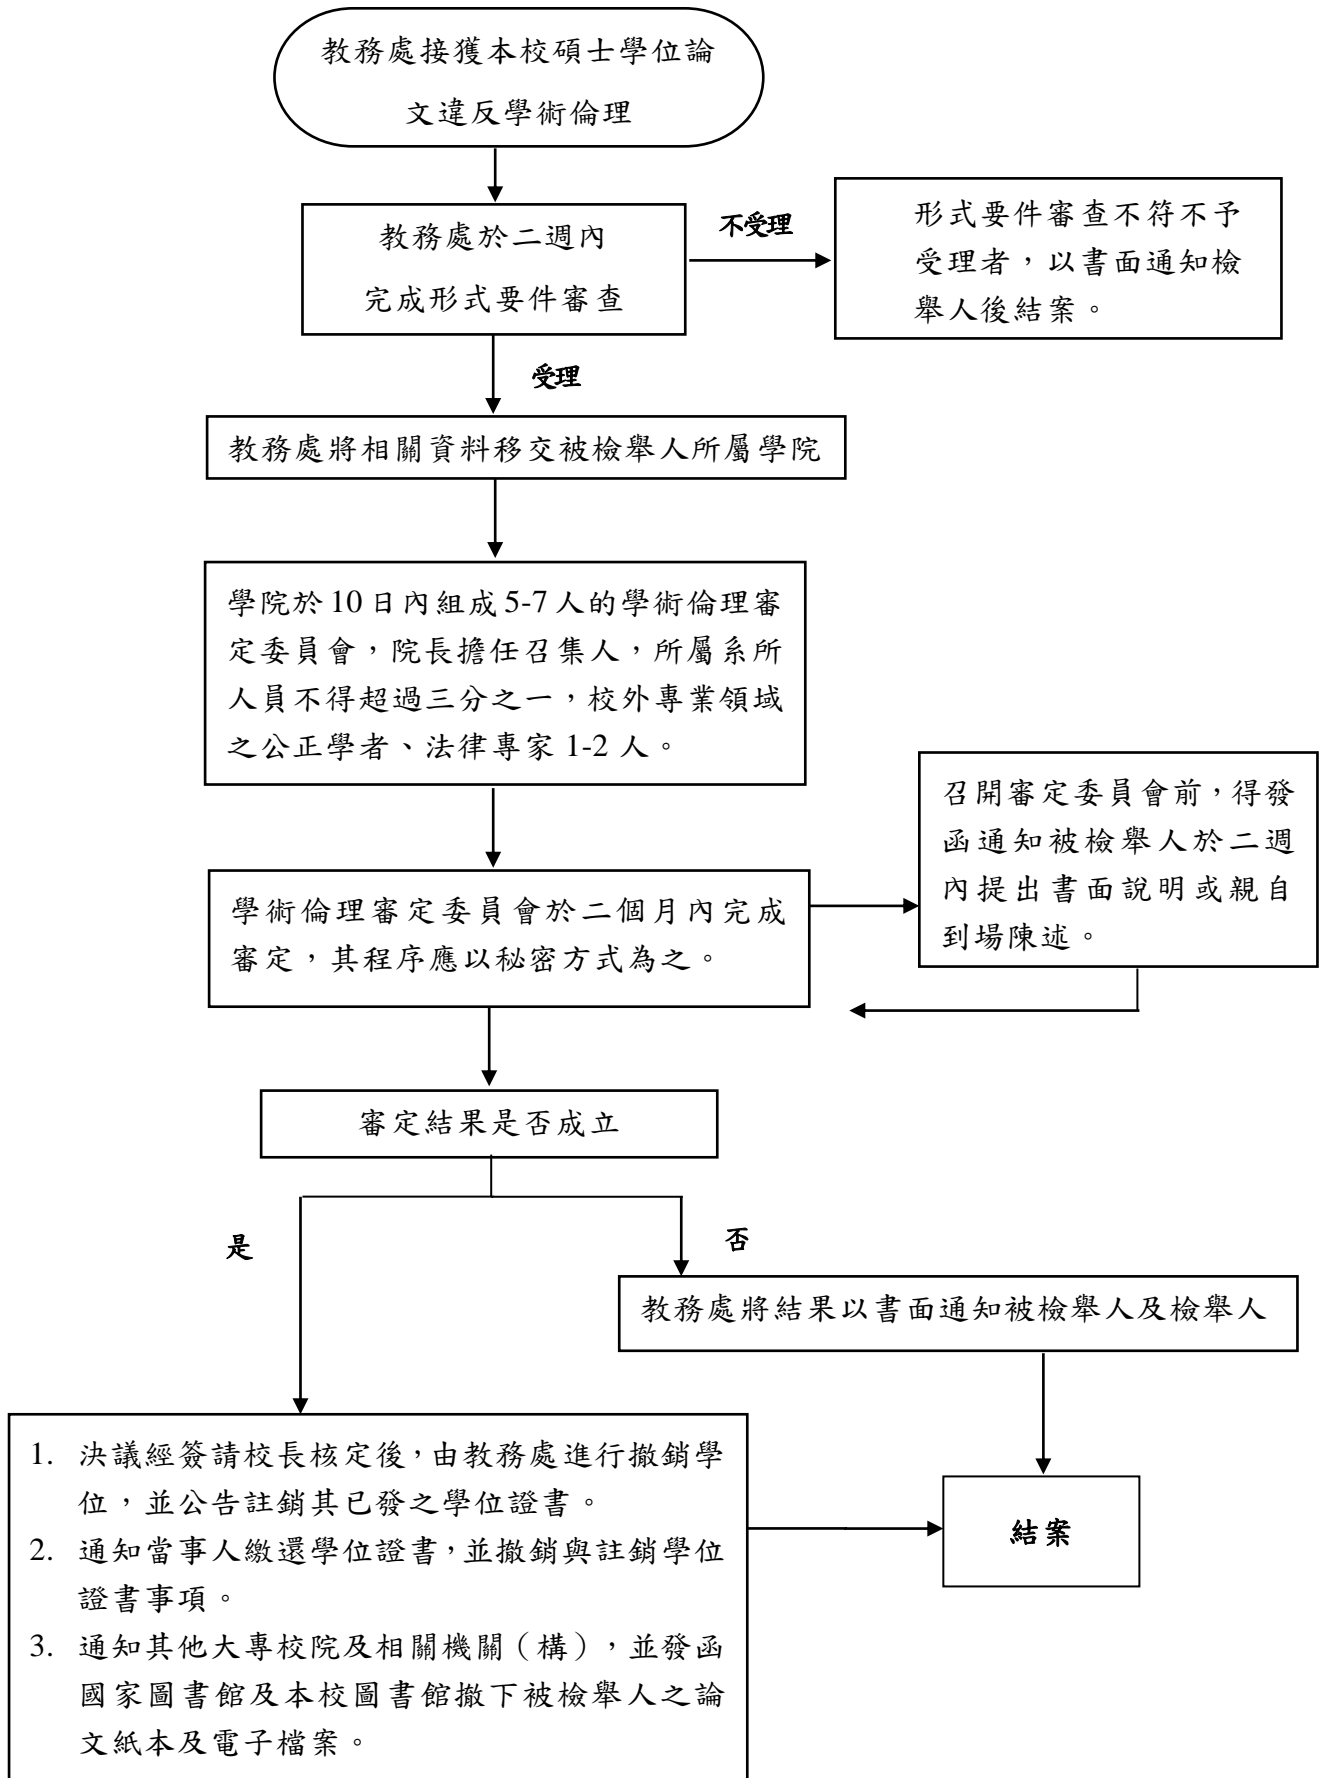 教務處接獲本校碩士學位論
文違反學術倫理
教務處於二週內
完成形式要件審查
不受理
形式要件審查不符不予
受理者，以書面通知檢
舉人後結案。
受理
教務處將相關資料移交被檢舉人所屬學院
學院於10日內組成5-7人的學術倫理審
定委員會，院長擔任召集人，所屬系所
人員不得超過三分之一，校外專業領域
之公正學者、法律專家1-2人。
召開審定委員會前，得發
函通知被檢舉人於二週
內提出書面說明或親自
到場陳述。
學術倫理審定委員會於二個月內完成
審定，其程序應以秘密方式為之。
審定結果是否成立
是
否
教務處將結果以書面通知被檢舉人及檢舉人
1. 決議經簽請校長核定後，由教務處進行撤銷學
位，並公告註銷其已發之學位證書。
2. 通知當事人繳還學位證書，並撤銷與註銷學位
證書事項。
3. 通知其他大專校院及相關機關（構），並發函
國家圖書館及本校圖書館撤下被檢舉人之論
文紙本及電子檔案。
結案